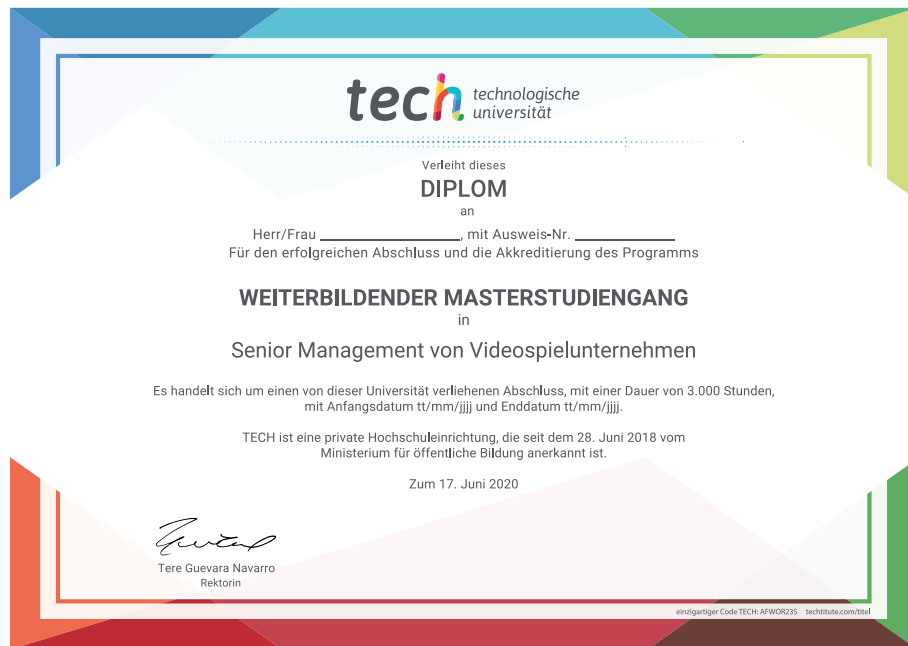 tech technologische
universität
Verleiht dieses
DIPLOM
an
Herr/Frau ____________, mit Ausweis-Nr. ____________
Für den erfolgreichen Abschluss und die Akkreditierung des Programms
WEITERBILDENDER MASTERSTUDIENGANG
in
Senior Management von Videospielunternehmen
Es handelt sich um einen von dieser Universität verliehenen Abschluss, mit einer Dauer von 3.000 Stunden,
mit Anfangsdatum tt/mm/jjjj und Enddatum tt/mm/jjjj.
TECH ist eine private Hochschuleinrichtung, die seit dem 28. Juni 2018 vom
Ministerium für öffentliche Bildung anerkannt ist.
Zum 17. Juni 2020
Tere Guevara Navarro
Rektorin
einzigartiger Code TECH: AFWOR23S techtitute.com/titel